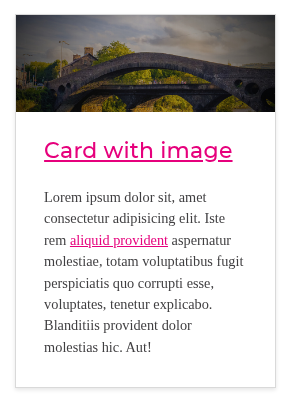 Card with image
Lorem ipsum dolor sit, amet
consectetur adipisicing elit. Iste
rem aliquid provident aspernatur
molestiae, totam voluptatibus fugit
perspiciatis quo corrupti esse,
voluptates, tenetur explicabo.
Blanditiis provident dolor
molestias hic. Aut!